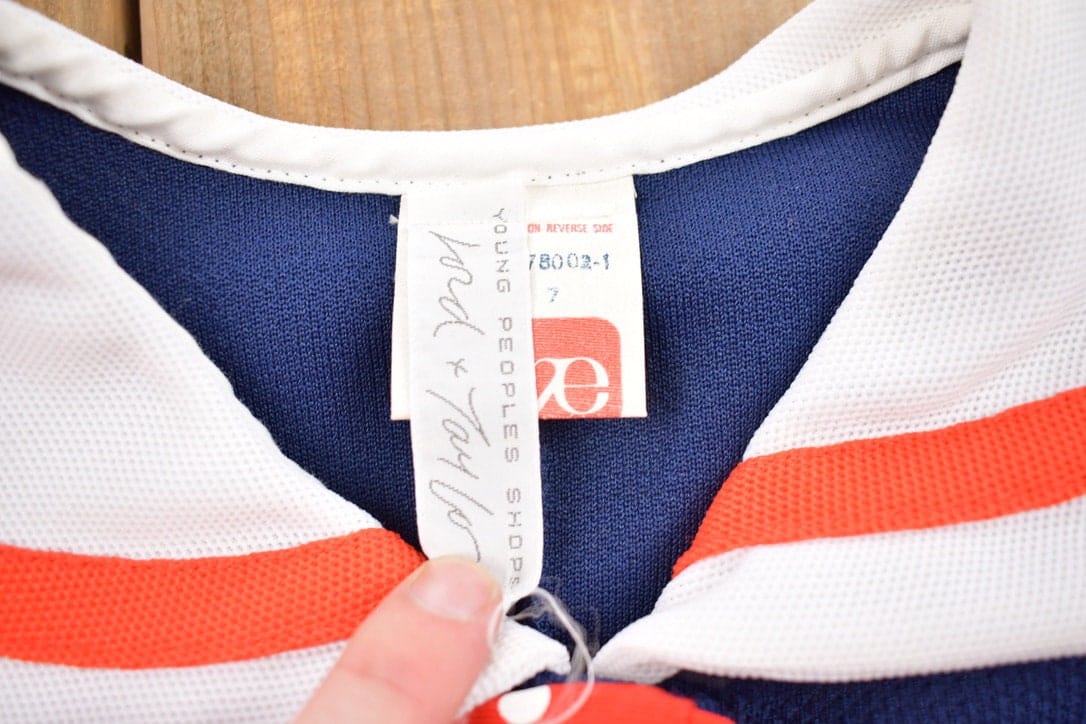 Lord & Taylor
YOUNG PEOPLES SHOPS
ON REVERSE SIDE
78002-1
7
æ